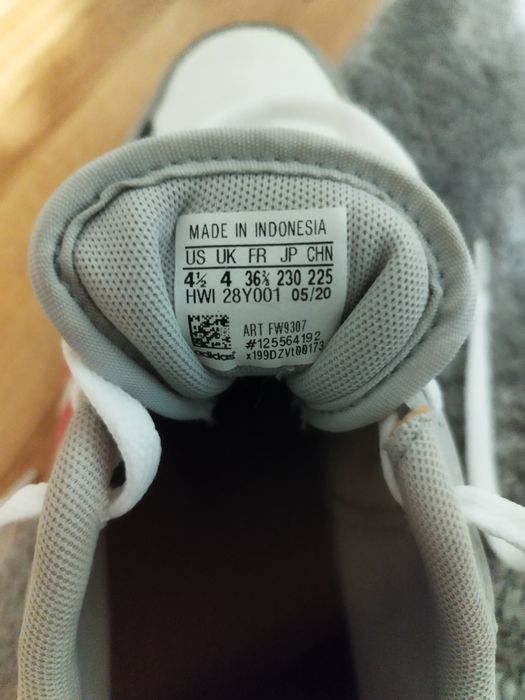 MADE IN INDONESIA
US UK FR JP CHN
4½ 4 36⅔ 230 225
HWI 28Y001 05/20
ART FW9307
#125564192
adidas x199DZVt00173